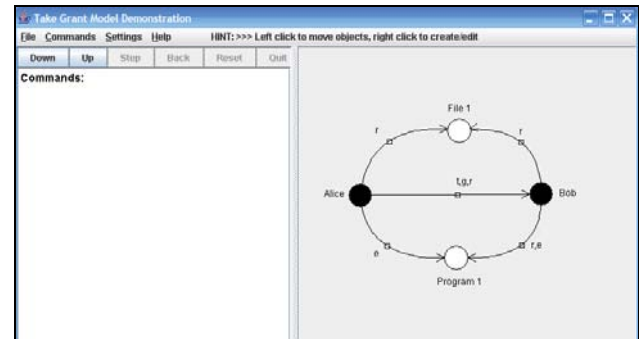 Take Grant Model Demonstration
File Commands Settings Help HINT: >>> Left click to move objects, right click to create/edit
Down Up Stop Back Reset Quit
Commands:
File 1
r r
t,g,r
Alice Bob
e r,e
Program 1